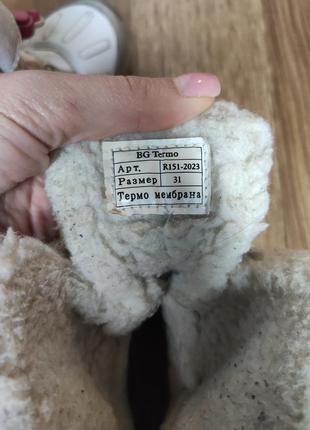 BG Termo
Арт. R151-2023
Размер 31
Термо мембрана